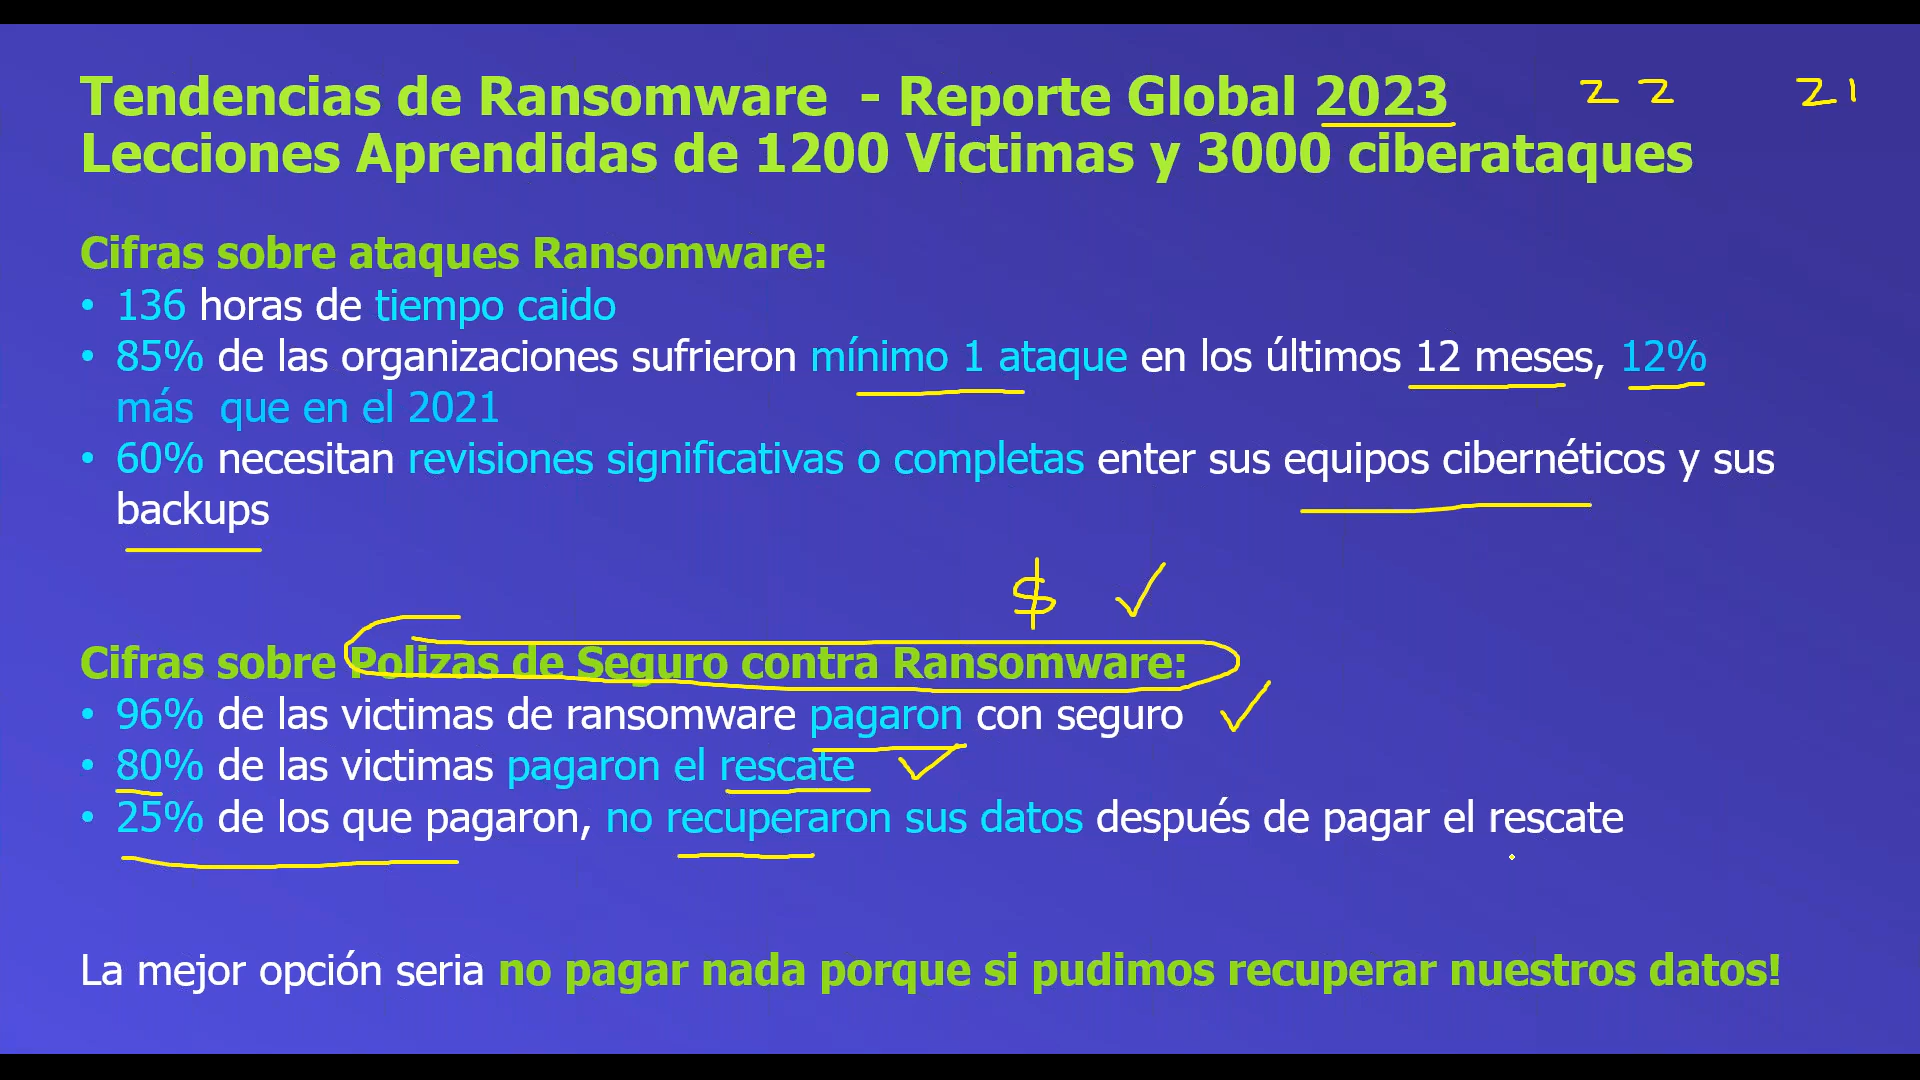 Tendencias de Ransomware - Reporte Global 2023 22 21
Lecciones Aprendidas de 1200 Victimas y 3000 ciberataques
Cifras sobre ataques Ransomware:
• 136 horas de tiempo caido
• 85% de las organizaciones sufrieron mínimo 1 ataque en los últimos 12 meses, 12%
más que en el 2021
• 60% necesitan revisiones significativas o completas enter sus equipos cibernéticos y sus
backups
$ ✓
Cifras sobre Polizas de Seguro contra Ransomware:
• 96% de las victimas de ransomware pagaron con seguro ✓
• 80% de las victimas pagaron el rescate ✓
• 25% de los que pagaron, no recuperaron sus datos después de pagar el rescate
La mejor opción seria no pagar nada porque si pudimos recuperar nuestros datos!